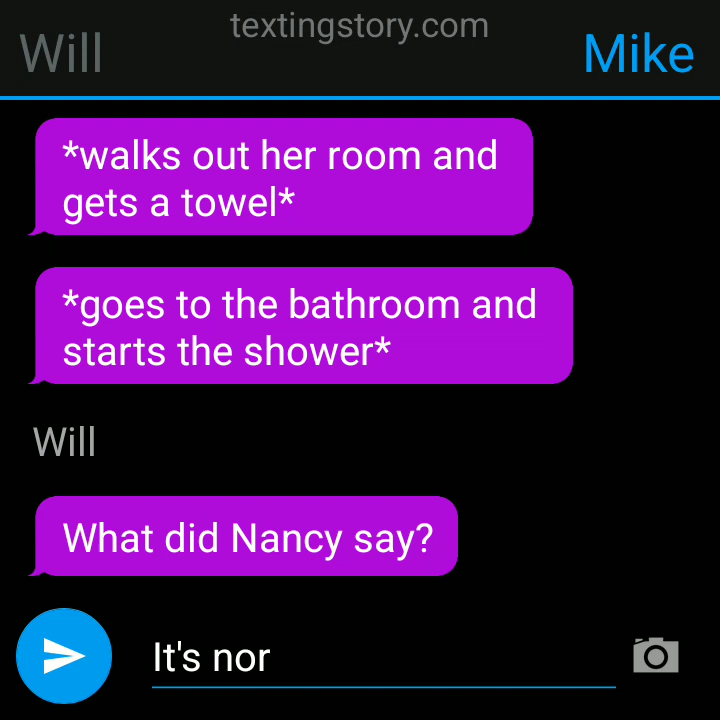 textingstory.com
Will
Mike
*walks out her room and
gets a towel*
*goes to the bathroom and
starts the shower*
Will
What did Nancy say?
It's nor